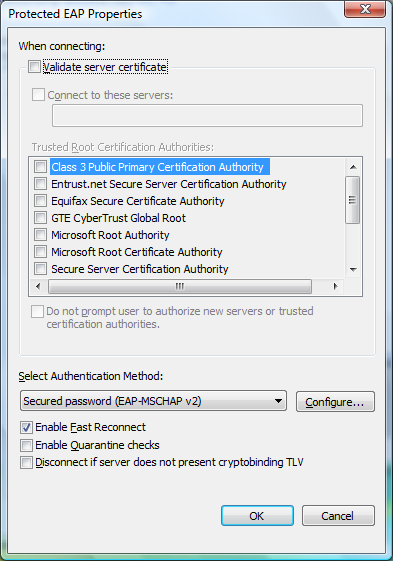 Protected EAP Properties
When connecting:
Validate server certificate
Connect to these servers:
Trusted Root Certification Authorities:
Class 3 Public Primary Certification Authority
Entrust.net Secure Server Certification Authority
Equifax Secure Certificate Authority
GTE CyberTrust Global Root
Microsoft Root Authority
Microsoft Root Certificate Authority
Secure Server Certification Authority
Do not prompt user to authorize new servers or trusted
certification authorities.
Select Authentication Method:
Secured password (EAP-MSCHAP v2)
Configure...
Enable Fast Reconnect
Enable Quarantine checks
Disconnect if server does not present cryptobinding TLV
OK
Cancel